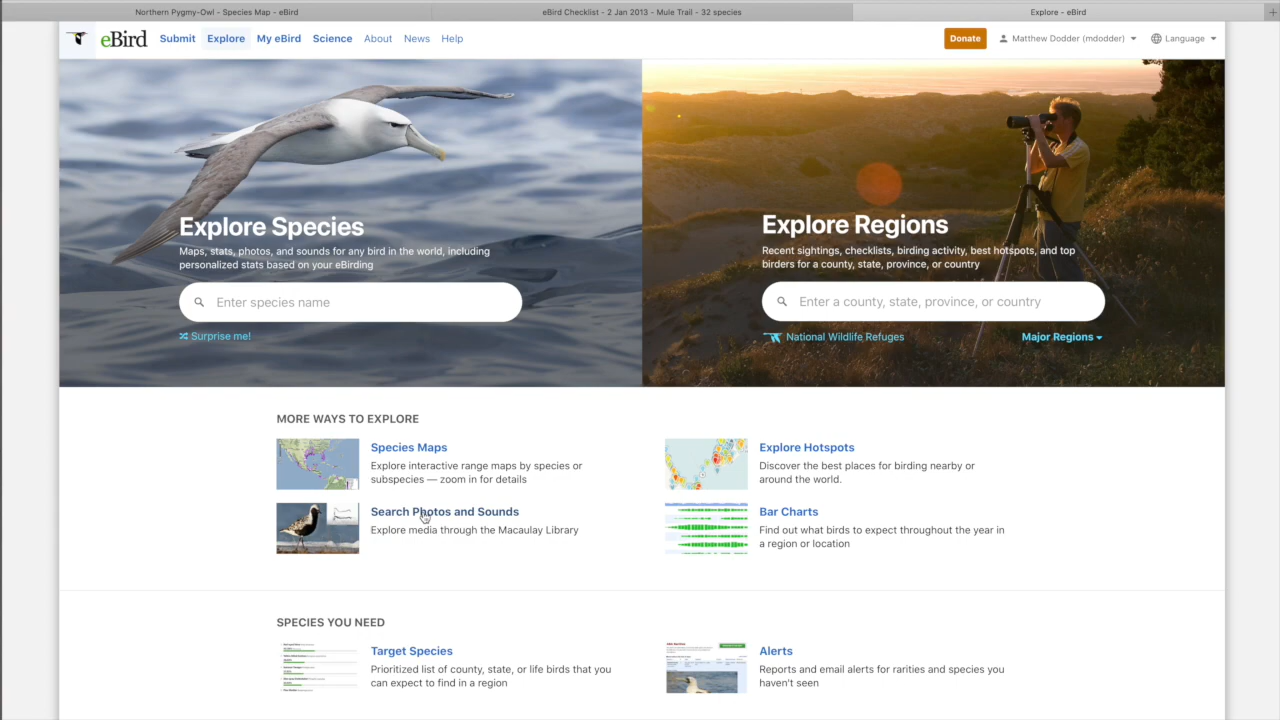 Northern Pygmy-Owl - Species Map - eBird
eBird Checklist - 2 Jan 2013 - Mule Trail - 32 species
Explore - eBird
eBird
Submit
Explore
My eBird
Science
About
News
Help
Donate
Matthew Dodder (mdodder)
Language
Explore Species
Maps, stats, photos, and sounds for any bird in the world, including
personalized stats based on your eBirding
Enter species name
Surprise me!
Explore Regions
Recent sightings, checklists, birding activity, best hotspots, and top
birders for a county, state, province, or country
Enter a county, state, province, or country
National Wildlife Refuges
Major Regions
MORE WAYS TO EXPLORE
Species Maps
Explore interactive range maps by species or
subspecies — zoom in for details
Explore Hotspots
Discover the best places for birding nearby or
around the world.
Search Photos and Sounds
Explore media through the Macaulay Library
Bar Charts
Find out what birds to expect throughout the year in
a region or location
SPECIES YOU NEED
Target Species
Prioritized list of county, state, or life birds that you
can expect to find in a region
Alerts
Reports and email alerts for rarities and species you
haven't seen